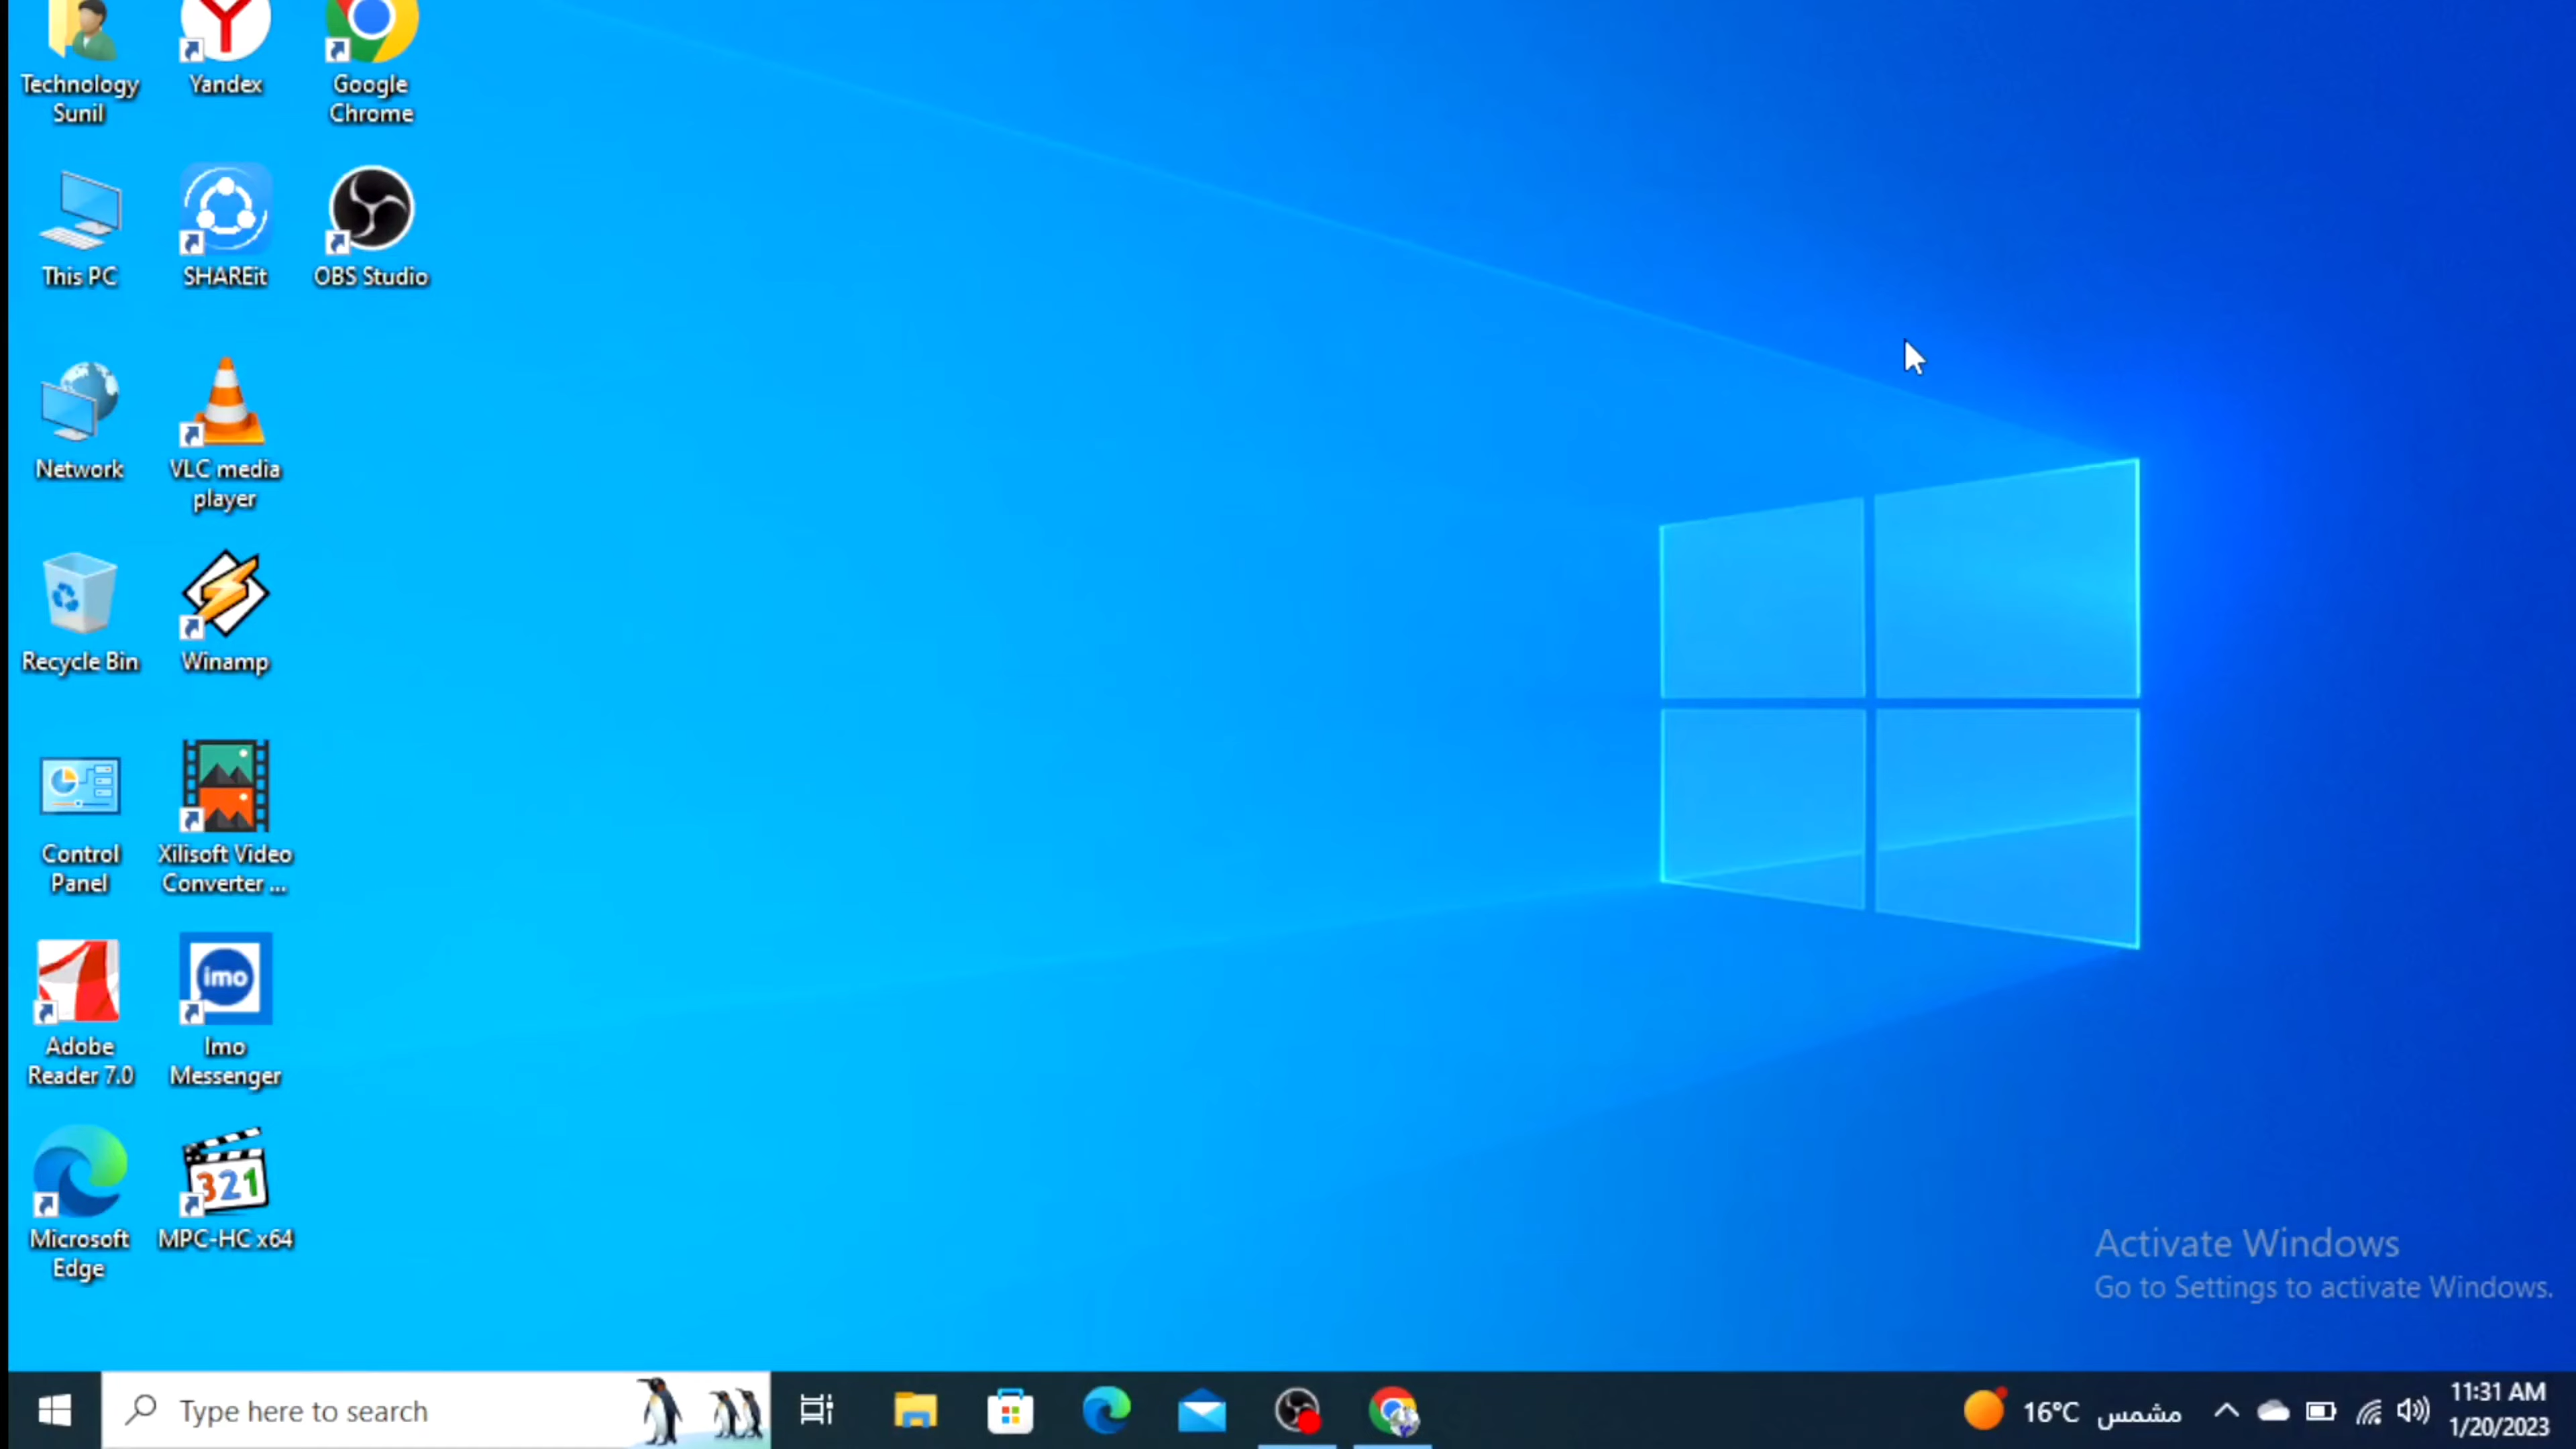 Technology
Sunil
Yandex
Google
Chrome
This PC
SHAREit
OBS Studio
Network
VLC media
player
Recycle Bin
Winamp
Control
Panel
Xilisoft Video
Converter ...
Adobe
Reader 7.0
imo
Imo
Messenger
Microsoft
Edge
321
MPC-HC x64
Activate Windows
Go to Settings to activate Windows.
Type here to search
16°C مشمس
11:31 AM
1/20/2023